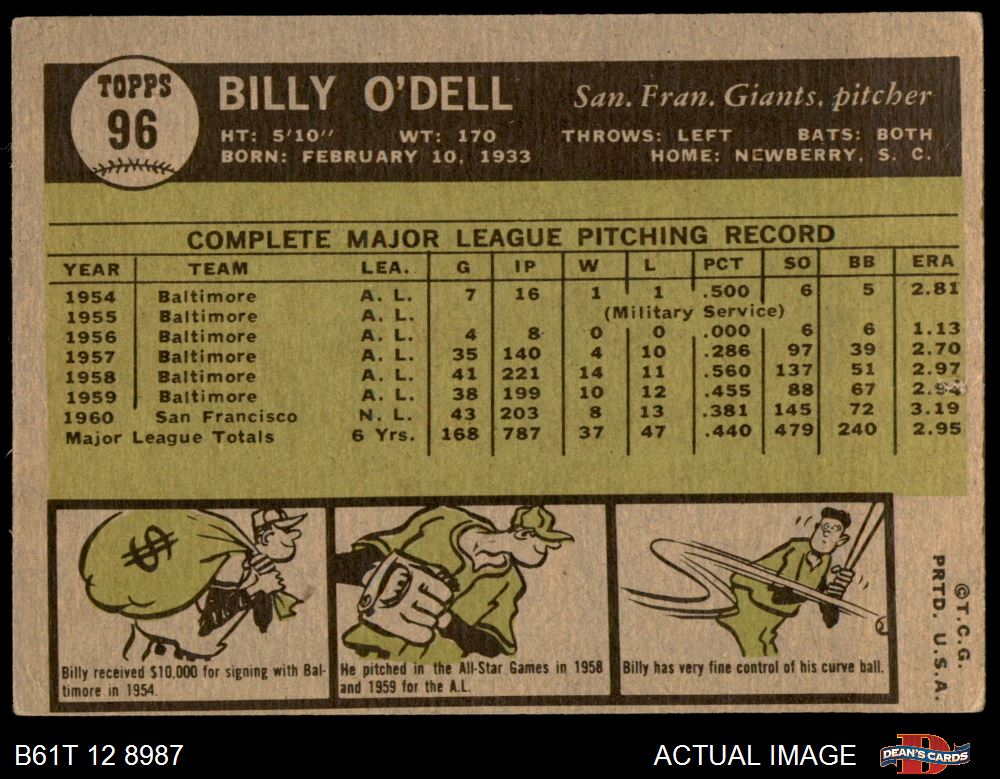 TOPPS
96
BILLY O'DELL
San. Fran. Giants, pitcher
HT: 5'10" WT: 170 THROWS: LEFT BATS: BOTH
BORN: FEBRUARY 10, 1933 HOME: NEWBERRY, S. C.
COMPLETE MAJOR LEAGUE PITCHING RECORD
YEAR TEAM LEA. G IP W L PCT SO BB ERA
1954 Baltimore A. L. 7 16 1 1 .500 6 5 2.81
1955 Baltimore A. L. (Military Service)
1956 Baltimore A. L. 4 8 0 0 .000 6 6 1.13
1957 Baltimore A. L. 35 140 4 10 .286 97 39 2.70
1958 Baltimore A. L. 41 221 14 11 .560 137 51 2.97
1959 Baltimore A. L. 38 199 10 12 .455 88 67 2.94
1960 San Francisco N. L. 43 203 8 13 .381 145 72 3.19
Major League Totals 6 Yrs. 168 787 37 47 .440 479 240 2.95
$
Billy received $10,000 for signing with Bal-
timore in 1954.
He pitched in the All-Star Games in 1958
and 1959 for the A.L.
Billy has very fine control of his curve ball.
©T.C.G.
PRTD. U.S.A.
B61T 12 8987
ACTUAL IMAGE
DEAN'S CARDS